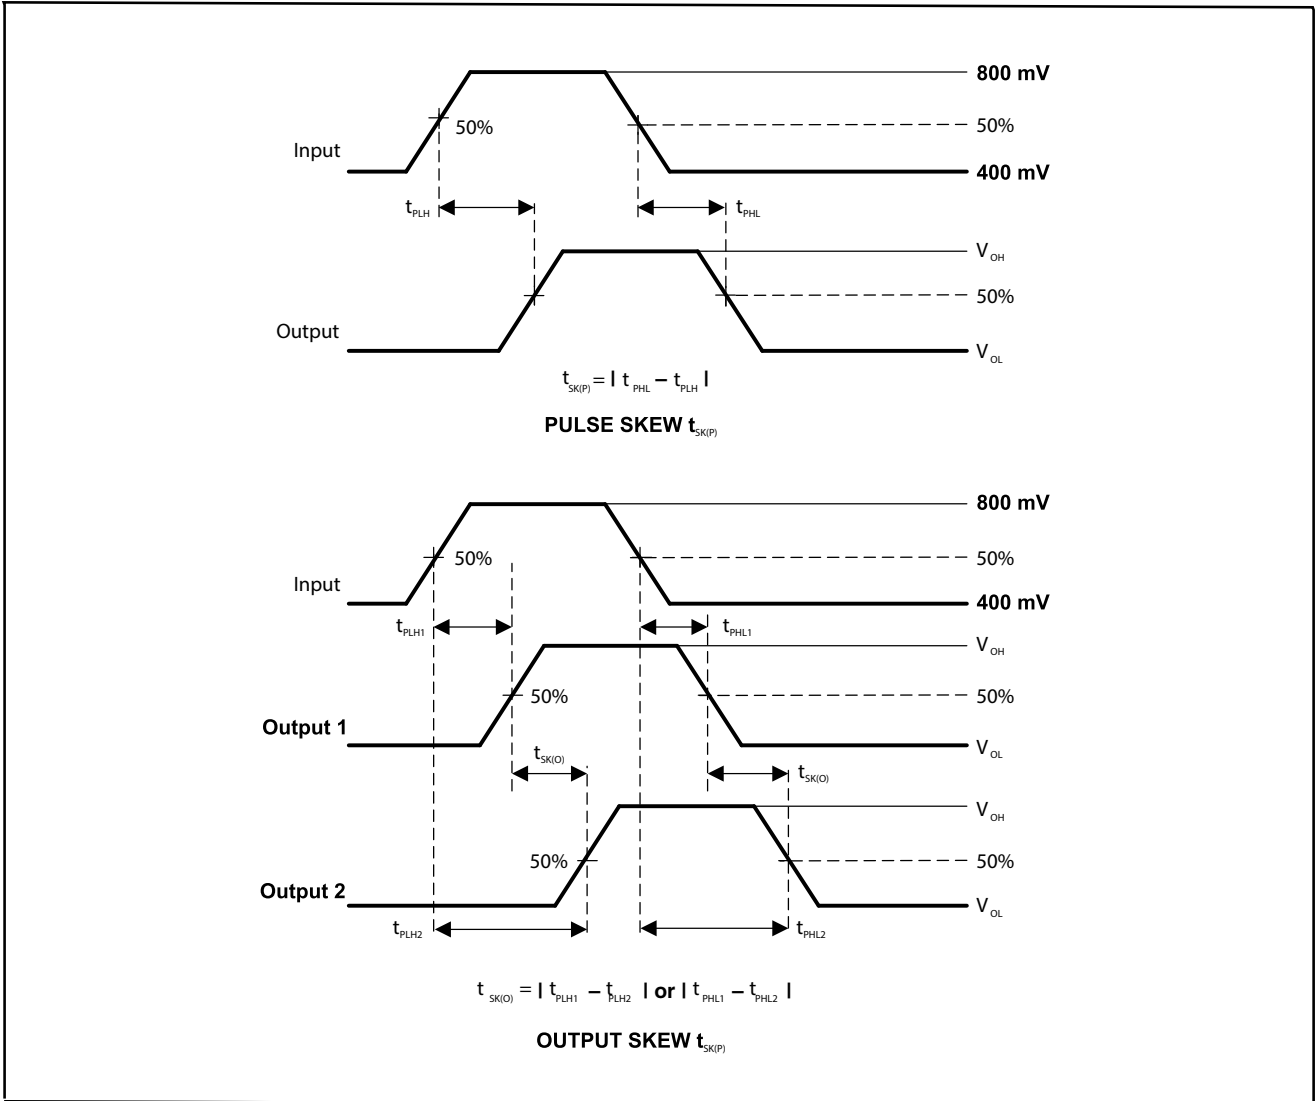 800 mV
50%
50%
Input
400 mV
tPLH
tPHL
VOH
50%
Output
VOL
tSK(P) = | tPHL – tPLH |
PULSE SKEW tSK(P)
800 mV
50%
50%
Input
400 mV
tPLH1
tPHL1
VOH
50%
50%
Output 1
VOL
tSK(O)
tSK(O)
VOH
50%
50%
Output 2
VOL
tPLH2
tPHL2
tSK(O) = | tPLH1 – tPLH2 | or | tPHL1 – tPHL2 |
OUTPUT SKEW tSK(P)